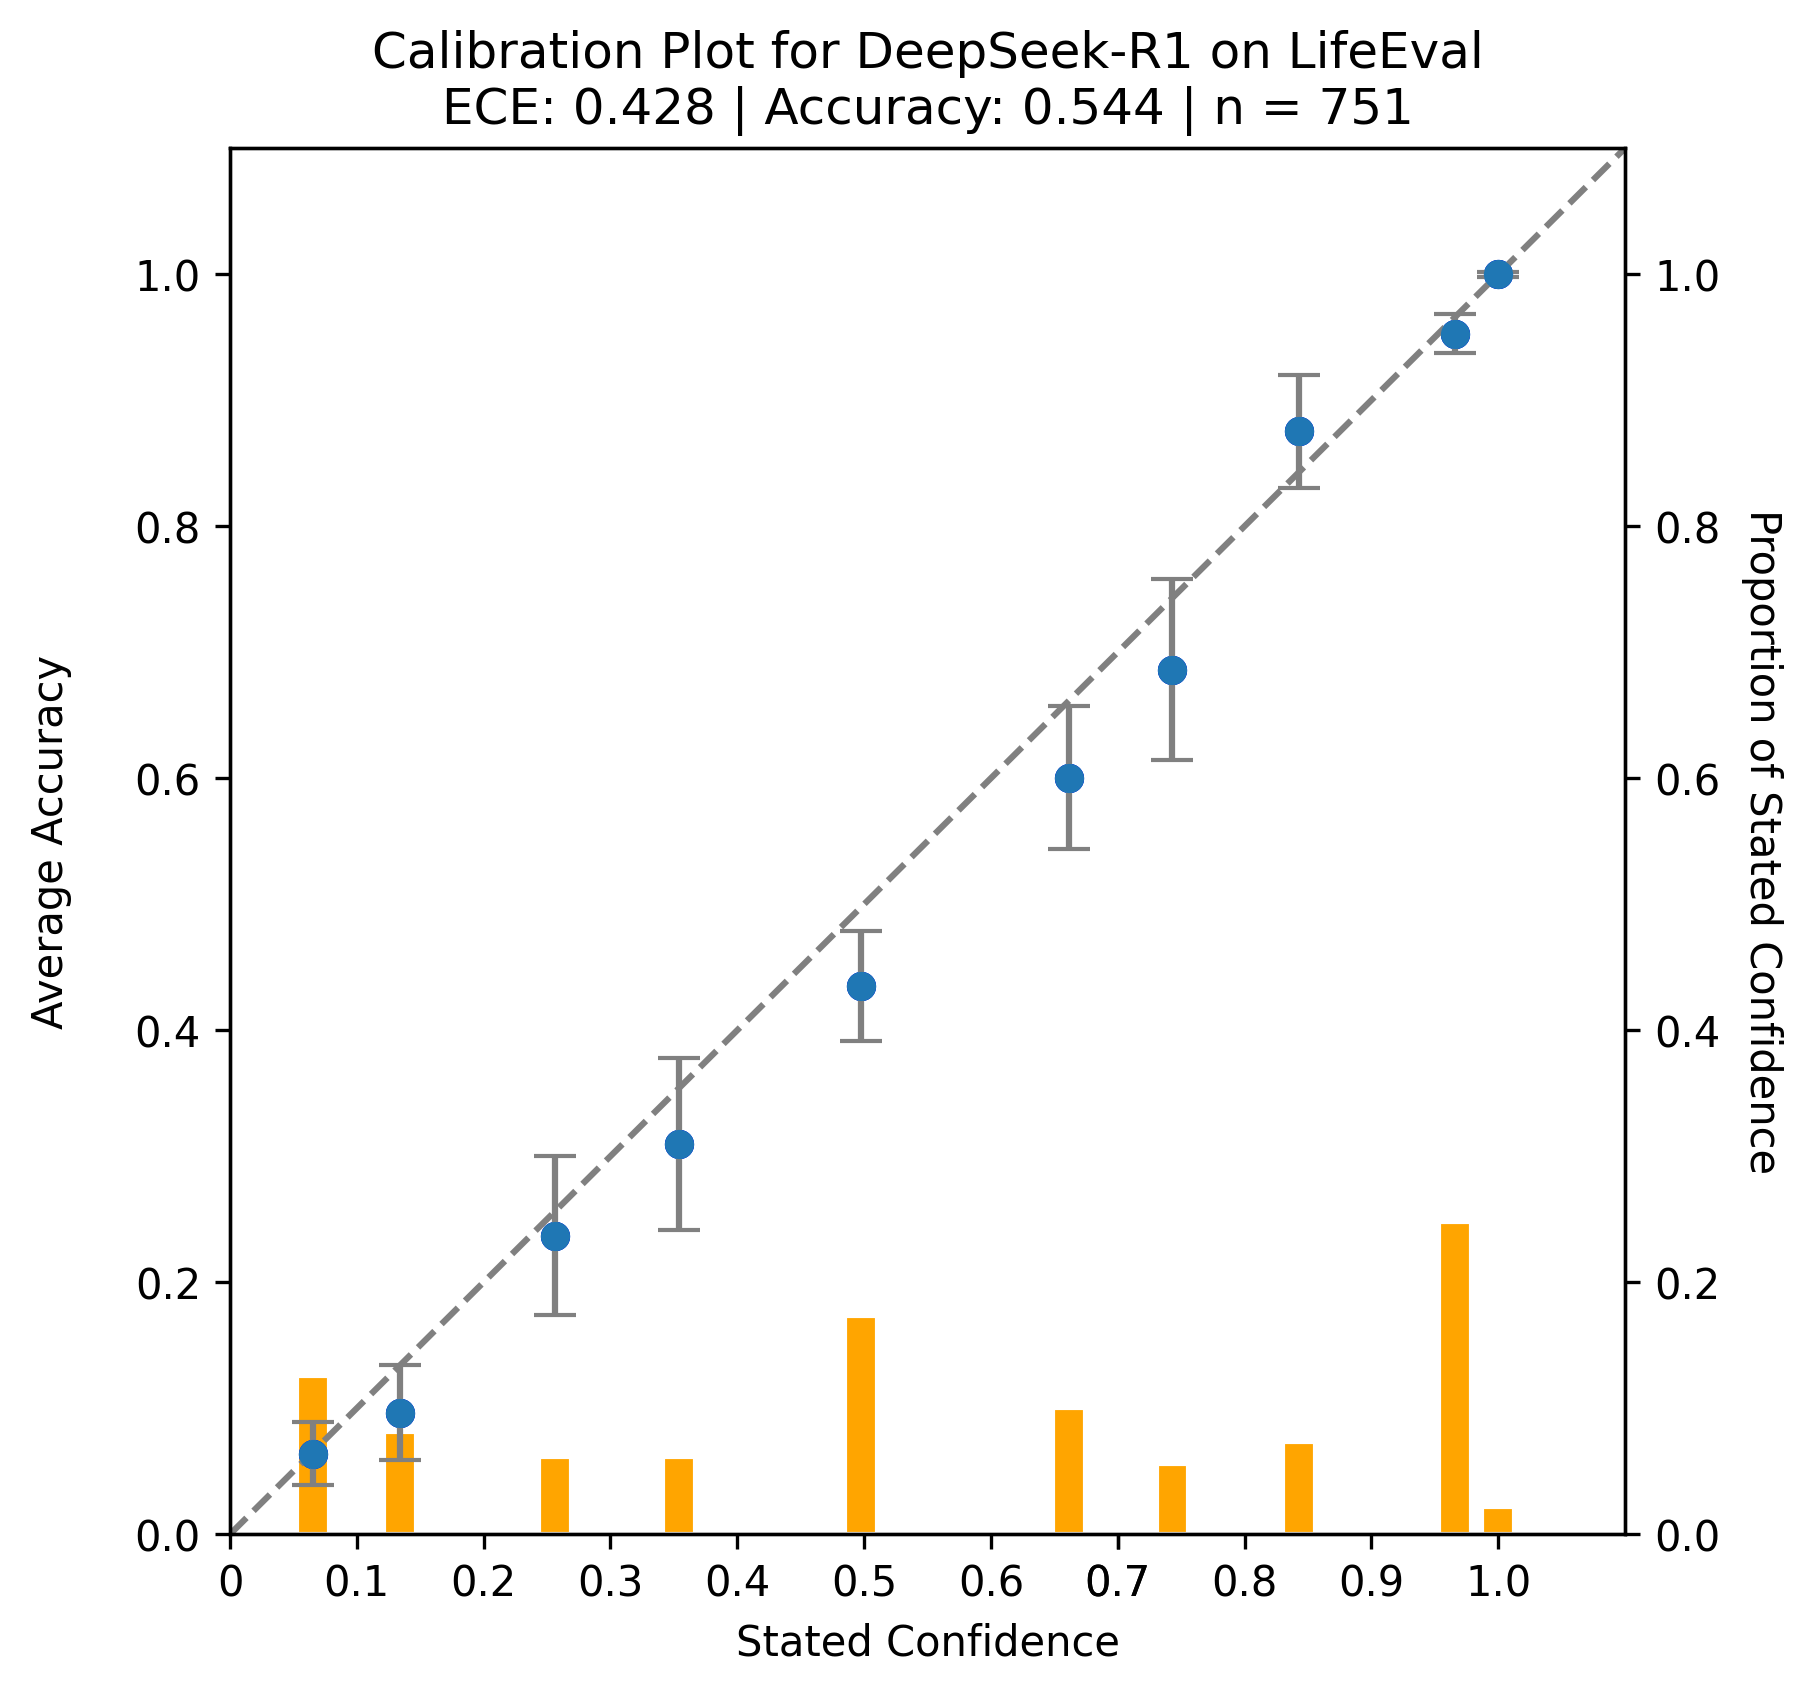 Calibration Plot for DeepSeek-R1 on LifeEval
ECE: 0.428 | Accuracy: 0.544 | n = 751
Average Accuracy
1.0
0.8
0.6
0.4
0.2
0.0
0 0.1 0.2 0.3 0.4 0.5 0.6 0.7 0.8 0.9 1.0
Stated Confidence
1.0
0.8
0.6
0.4
0.2
0.0
Proportion of Stated Confidence